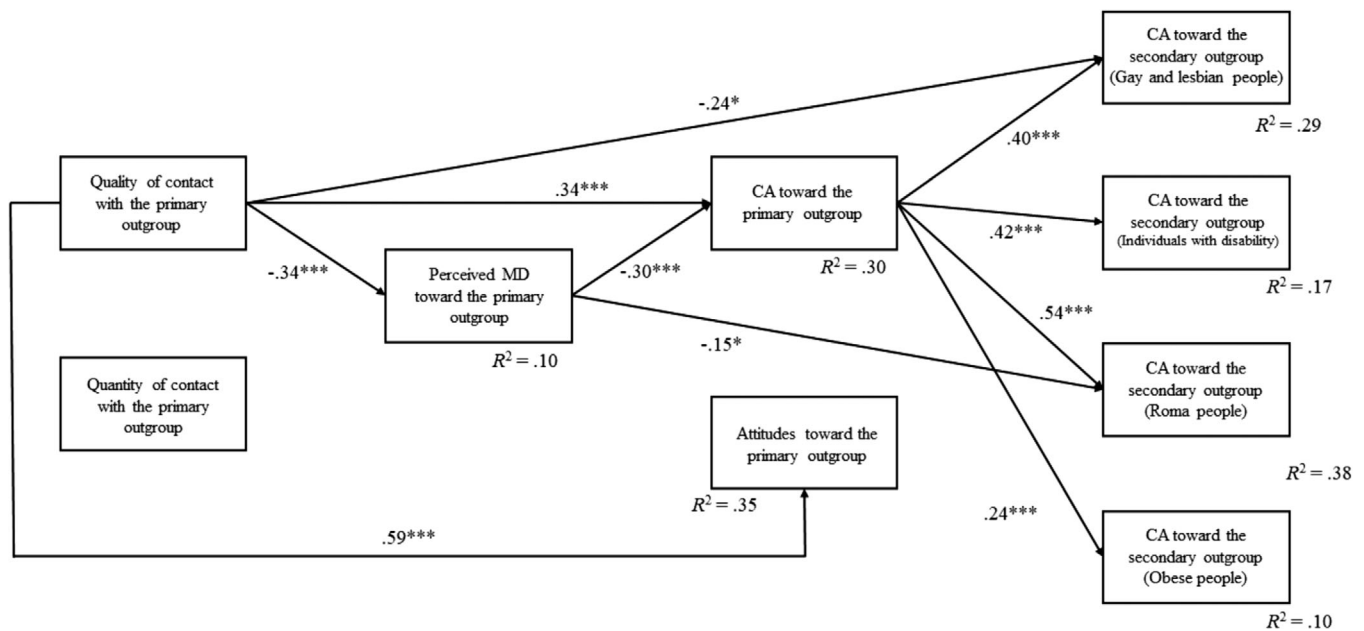 CA toward the
secondary outgroup
(Gay and lesbian people)
R² = .29
-.24*
.40***
Quality of contact
with the primary
outgroup
.34***
CA toward the
primary outgroup
R² = .30
CA toward the
secondary outgroup
(Individuals with disability)
R² = .17
.42***
-.34***
Perceived MD
toward the primary
outgroup
R² = .10
-.30***
.54***
-.15*
Quantity of contact
with the primary
outgroup
CA toward the
secondary outgroup
(Roma people)
R² = .38
Attitudes toward the
primary outgroup
R² = .35
.59***
.24***
CA toward the
secondary outgroup
(Obese people)
R² = .10